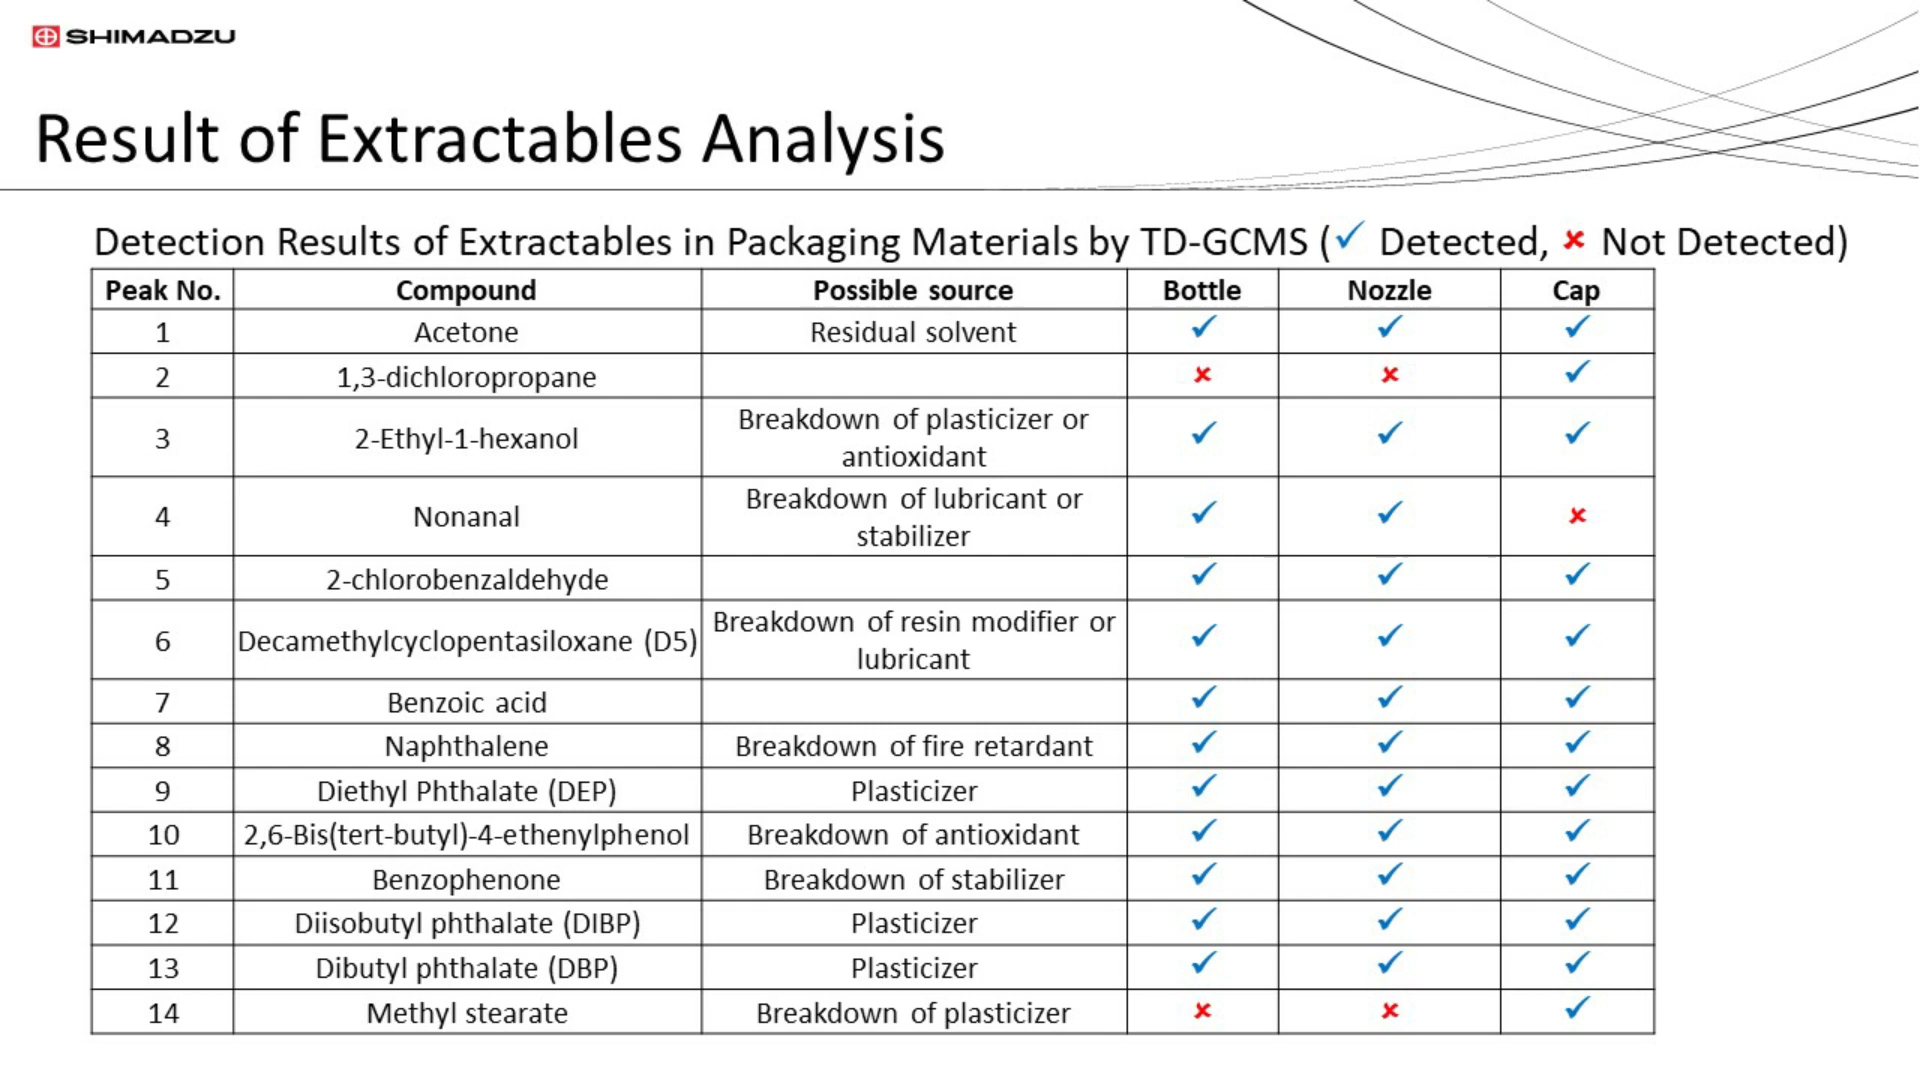 SHIMADZU
Result of Extractables Analysis
Detection Results of Extractables in Packaging Materials by TD-GCMS (✓ Detected, ✘ Not Detected)
Peak No. Compound Possible source Bottle Nozzle Cap
1 Acetone Residual solvent ✓ ✓ ✓
2 1,3-dichloropropane ✘ ✘ ✓
3 2-Ethyl-1-hexanol Breakdown of plasticizer or
antioxidant ✓ ✓ ✓
4 Nonanal Breakdown of lubricant or
stabilizer ✓ ✓ ✘
5 2-chlorobenzaldehyde ✓ ✓ ✓
6 Decamethylcyclopentasiloxane (D5) Breakdown of resin modifier or
lubricant ✓ ✓ ✓
7 Benzoic acid ✓ ✓ ✓
8 Naphthalene Breakdown of fire retardant ✓ ✓ ✓
9 Diethyl Phthalate (DEP) Plasticizer ✓ ✓ ✓
10 2,6-Bis(tert-butyl)-4-ethenylphenol Breakdown of antioxidant ✓ ✓ ✓
11 Benzophenone Breakdown of stabilizer ✓ ✓ ✓
12 Diisobutyl phthalate (DIBP) Plasticizer ✓ ✓ ✓
13 Dibutyl phthalate (DBP) Plasticizer ✓ ✓ ✓
14 Methyl stearate Breakdown of plasticizer ✘ ✘ ✓